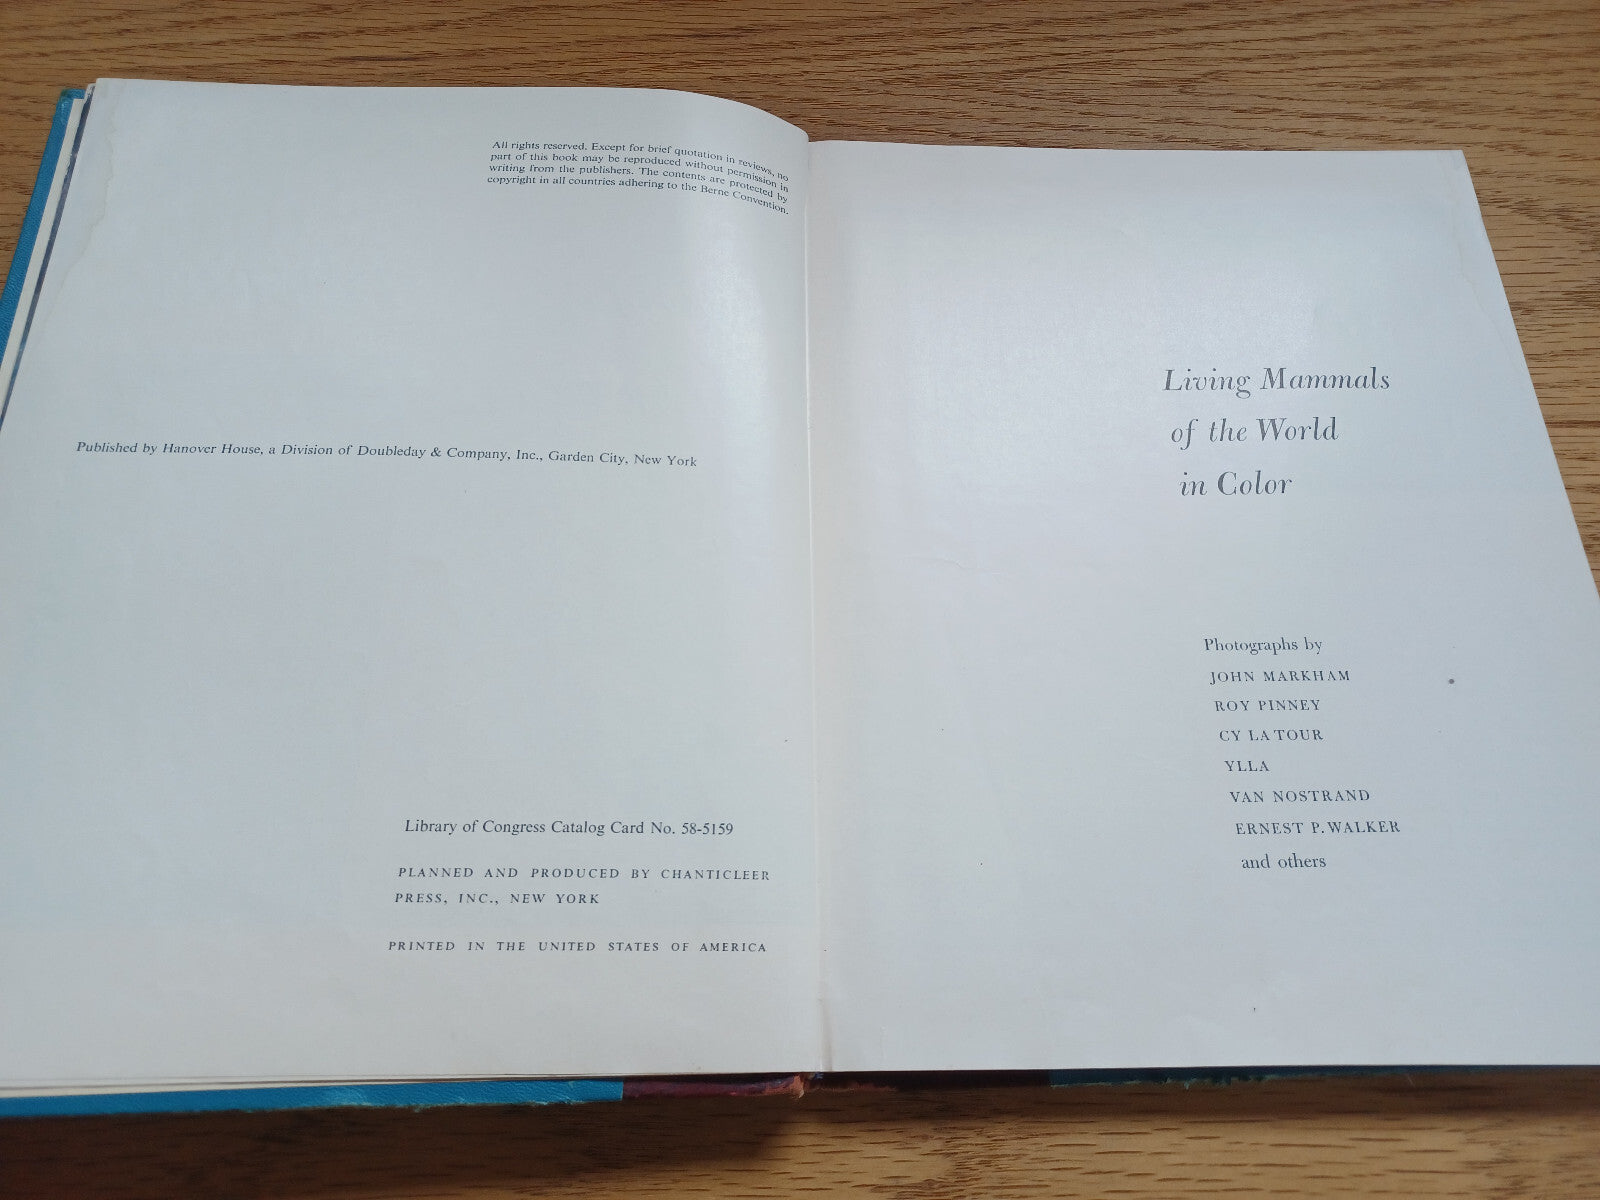 All rights reserved. Except for brief quotation in reviews, no
part of this book may be reproduced without permission in
writing from the publishers. The contents are protected by
copyright in all countries adhering to the Berne Convention.
Published by Hanover House, a Division of Doubleday & Company, Inc., Garden City, New York
Library of Congress Catalog Card No. 58-5159
PLANNED AND PRODUCED BY CHANTICLEER
PRESS, INC., NEW YORK
PRINTED IN THE UNITED STATES OF AMERICA
Living Mammals
of the World
in Color
Photographs by
JOHN MARKHAM
ROY PINNEY
CY LA TOUR
YLLA
VAN NOSTRAND
ERNEST P. WALKER
and others